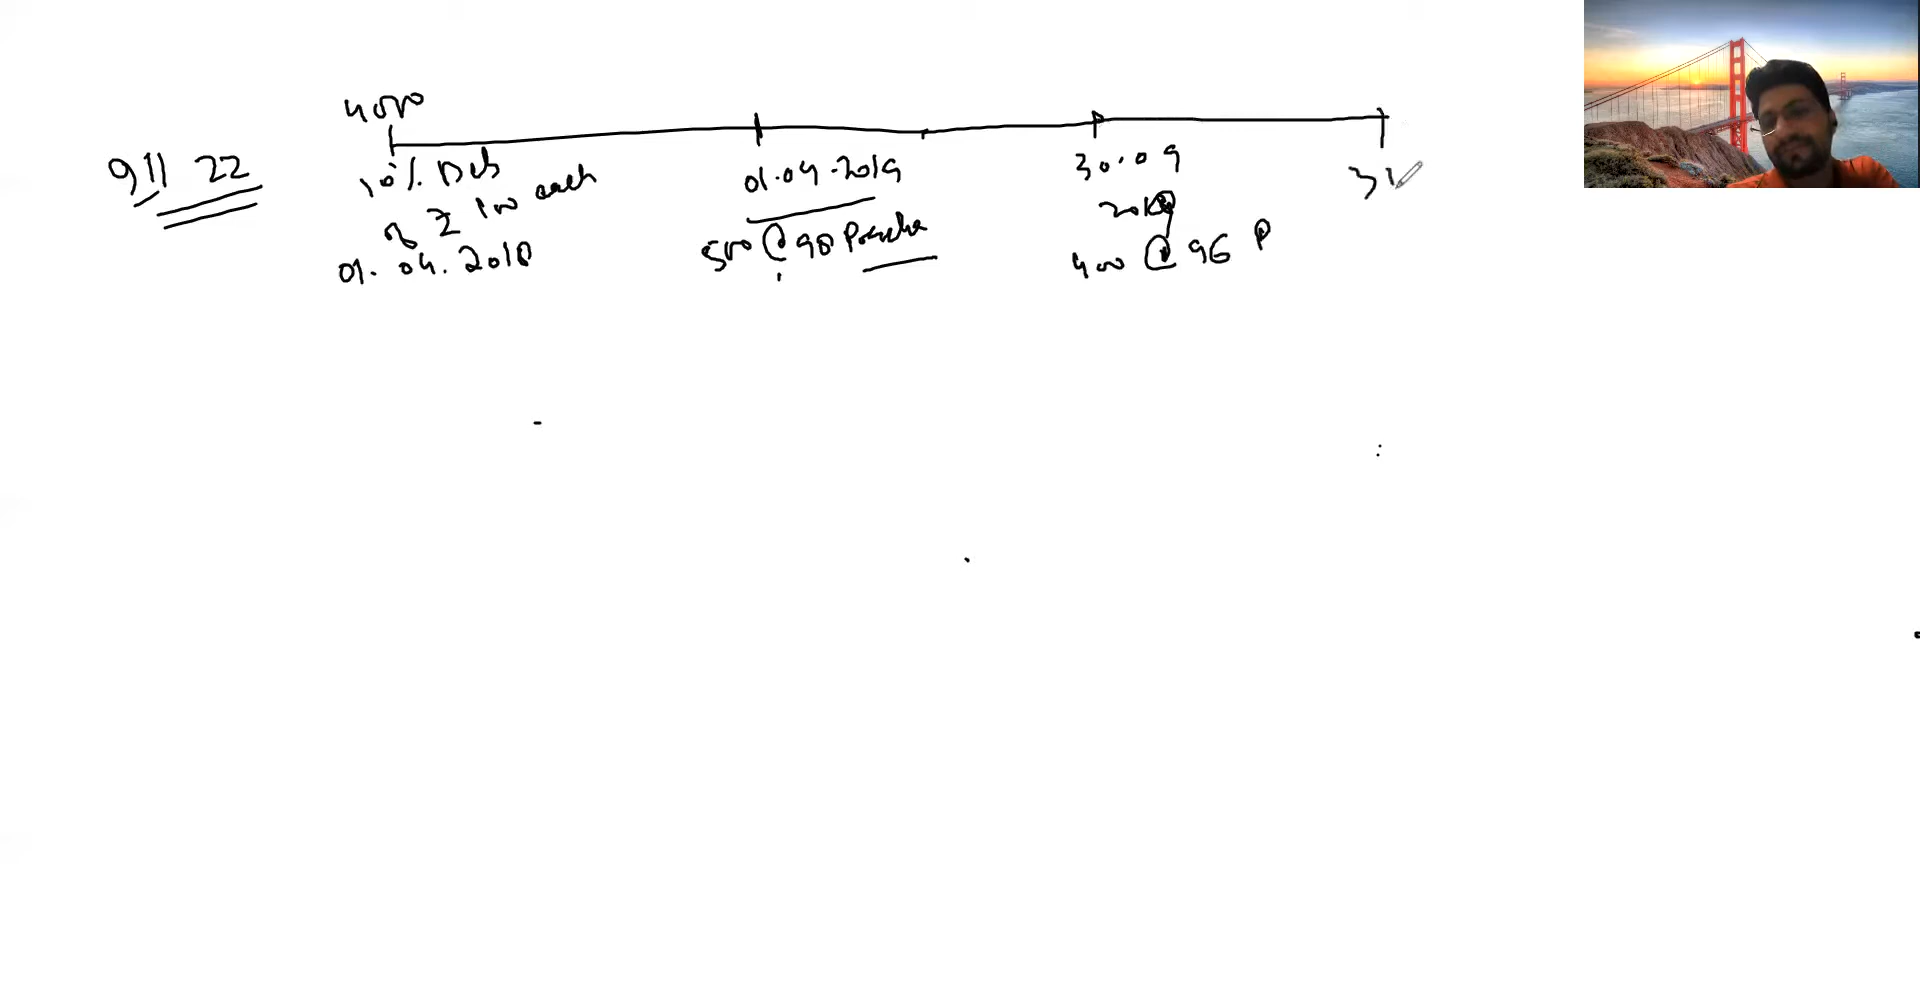 4000
911 22
10% Deb
of ₹ 100 each
01.04.2018
01.04.2019
500 @ 98 Purchase
30.09
400 @ 96 P
31